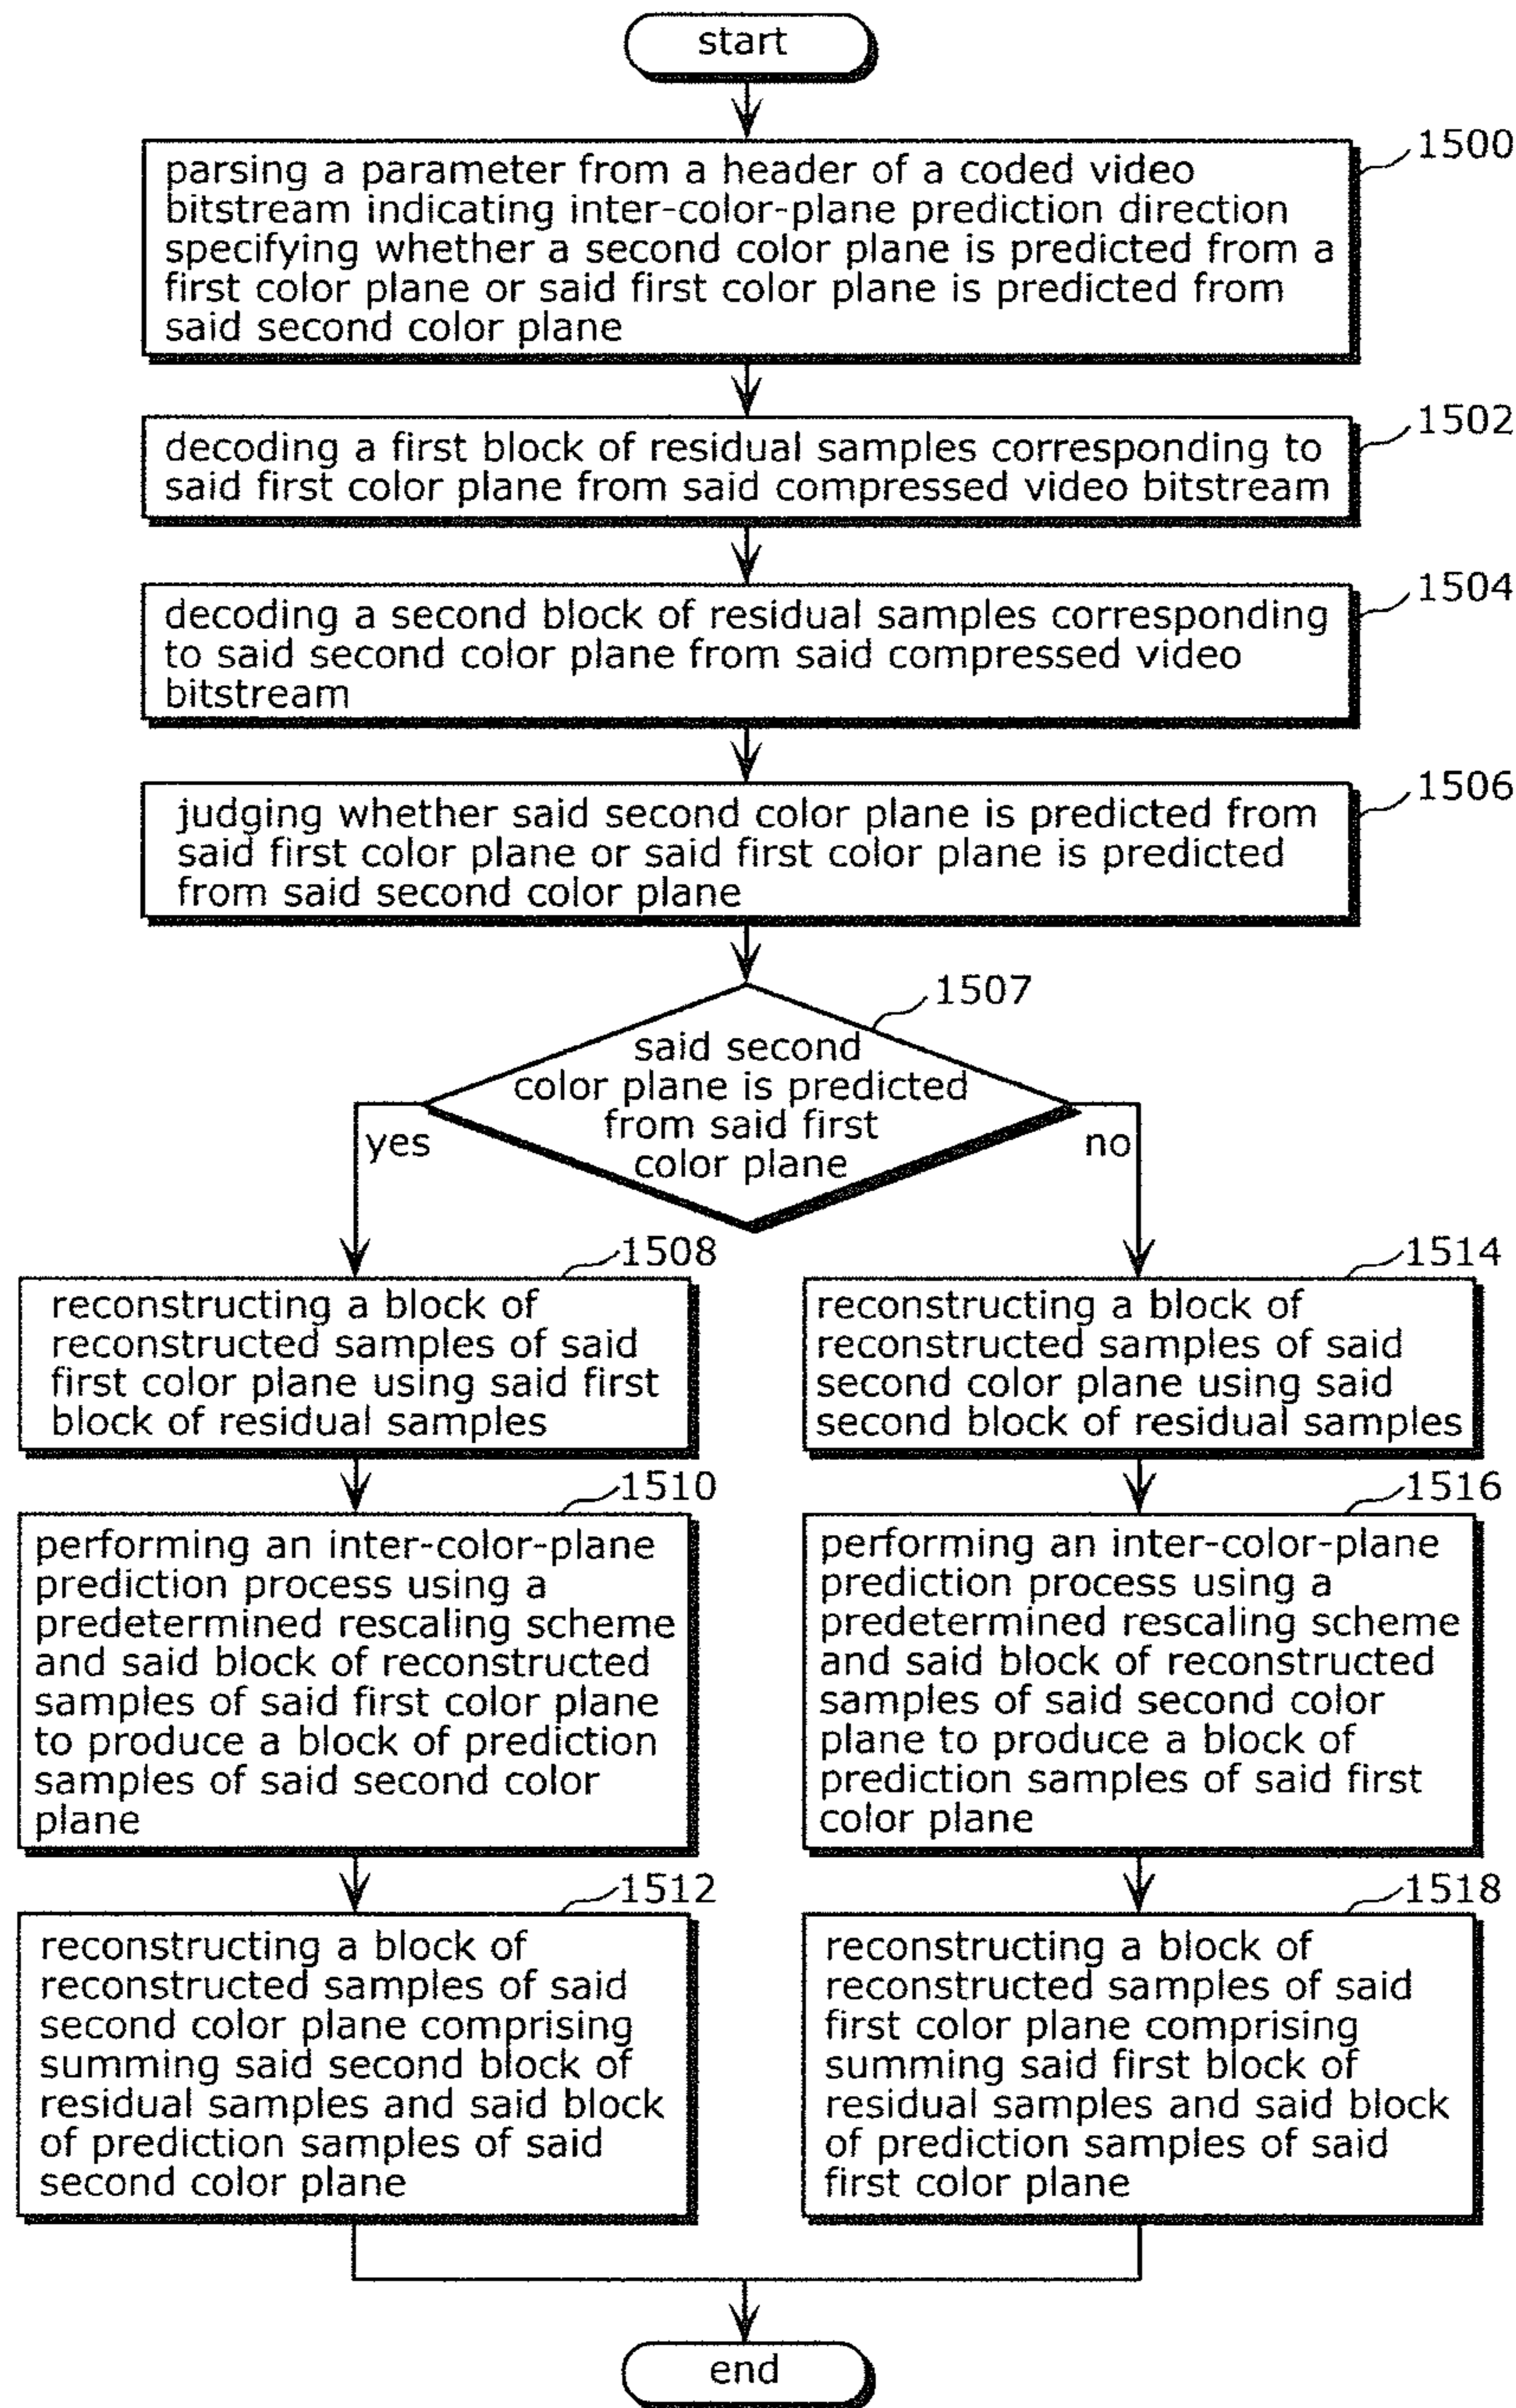 start
1500
parsing a parameter from a header of a coded video
bitstream indicating inter-color-plane prediction direction
specifying whether a second color plane is predicted from a
first color plane or said first color plane is predicted from
said second color plane
1502
decoding a first block of residual samples corresponding to
said first color plane from said compressed video bitstream
1504
decoding a second block of residual samples corresponding
to said second color plane from said compressed video
bitstream
1506
judging whether said second color plane is predicted from
said first color plane or said first color plane is predicted
from said second color plane
1507
said second
color plane is predicted
from said first
color plane
yes
no
1508
reconstructing a block of
reconstructed samples of said
first color plane using said first
block of residual samples
1514
reconstructing a block of
reconstructed samples of said
second color plane using said
second block of residual samples
1510
performing an inter-color-plane
prediction process using a
predetermined rescaling scheme
and said block of reconstructed
samples of said first color plane
to produce a block of prediction
samples of said second color
plane
1516
performing an inter-color-plane
prediction process using a
predetermined rescaling scheme
and said block of reconstructed
samples of said second color
plane to produce a block of
prediction samples of said first
color plane
1512
reconstructing a block of
reconstructed samples of said
second color plane comprising
summing said second block of
residual samples and said block
of prediction samples of said
second color plane
1518
reconstructing a block of
reconstructed samples of said
first color plane comprising
summing said first block of
residual samples and said block
of prediction samples of said
first color plane
end